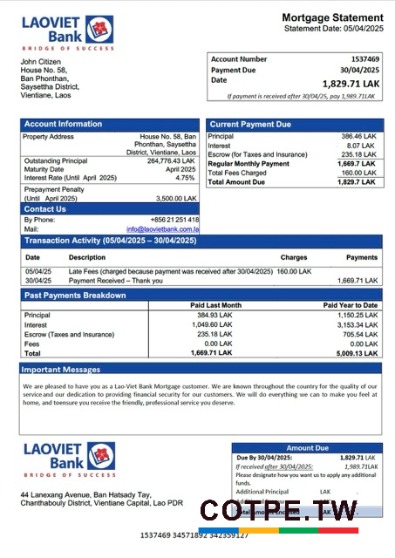 LAOVIET
Bank
BRIDGE OF SUCCESS
Mortgage Statement
Statement Date: 05/04/2025
John Citizen
House No. 58,
Ban Phonthan,
Saysettha District,
Vientiane, Laos
Account Number 1537469
Payment Due 30/04/2025
Date 1,829.71 LAK
If payment is received after 30/04/25, pay 1,989.71LAK
Account Information
Property Address House No. 58, Ban
Phonthan, Saysettha
District, Vientiane, Laos
Outstanding Principal 264,776.43 LAK
Maturity Date April 2025
Interest Rate (Until April 2025) 4.75%
Prepayment Penalty
(Until April 2025) 3,500.00 LAK
Contact Us
By Phone: +856 21 251 418
Mail: info@laovietbank.com.la
Current Payment Due
Principal 386.46 LAK
Interest 8.07 LAK
Escrow (for Taxes and Insurance) 235.18 LAK
Regular Monthly Payment 1,669.7 LAK
Total Fees Charged 160.00 LAK
Total Amount Due 1,829.7 LAK
Transaction Activity (05/04/2025 – 30/04/2025)
Date Description Charges Payments
05/04/25 Late Fees (charged because payment was received after 30/04/2025) 160.00 LAK
30/04/25 Payment Received – Thank you 1,669.71 LAK
Past Payments Breakdown
Paid Last Month Paid Year to Date
Principal 384.93 LAK 1,150.25 LAK
Interest 1,049.60 LAK 3,153.34 LAK
Escrow (Taxes and Insurance) 235.18 LAK 705.54 LAK
Fees 0.00 LAK 0.00 LAK
Total 1,669.71 LAK 5,009.13 LAK
Important Messages
We are pleased to have you as a Lao-Viet Bank Mortgage customer. We are known throughout the country for the quality of our
service and our dedication to providing financial security for our customers. We will do everything we can to make you feel at
home, and to ensure you receive the friendly, professional service you deserve.
LAOVIET
Bank
BRIDGE OF SUCCESS
44 Lanexang Avenue, Ban Hatsady Tay,
Chanthabouly District, Vientiane Capital, Lao PDR
Amount Due
Due By 30/04/2025: 1,829.71 LAK
If received after 30/04/2025: 1,989.71LAK
Please designate how you want us to apply any additional
funds.
Additional Principal LAK
COTPE.TW
1537469 34571892 342359127